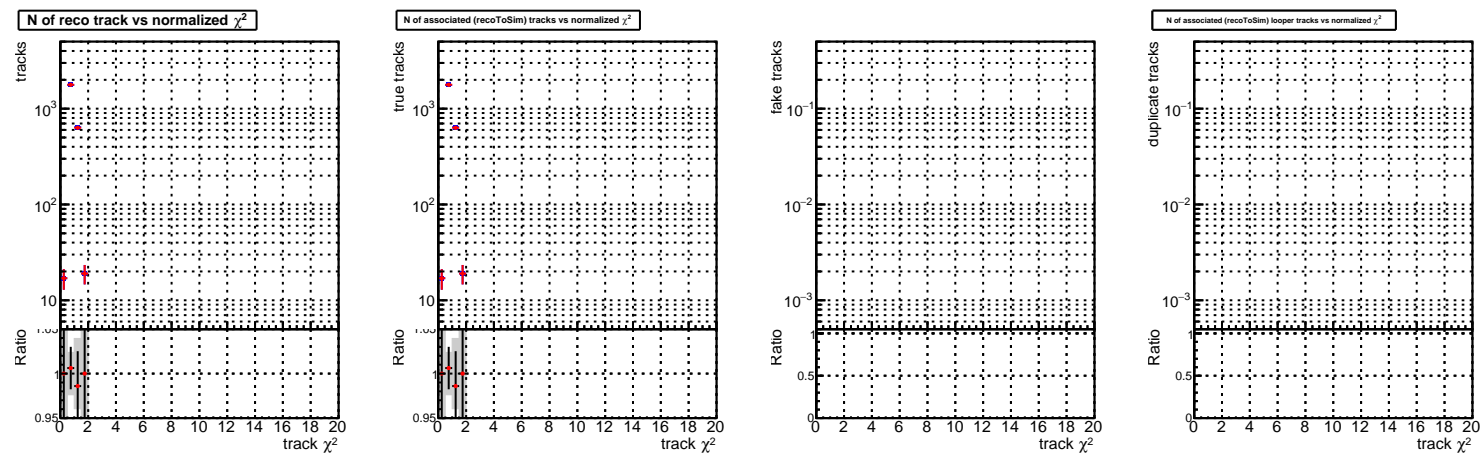 N of reco track vs normalized χ²
tracks
10³
10²
10
Ratio
1.05
1
0.95
0 2 4 6 8 10 12 14 16 18 20
track χ²
N of associated (recoToSim) tracks vs normalized χ²
true tracks
10³
10²
10
Ratio
1.05
1
0.95
0 2 4 6 8 10 12 14 16 18 20
track χ²
fake tracks
10⁻¹
10⁻²
10⁻³
Ratio
1
0.5
0
0 2 4 6 8 10 12 14 16 18 20
track χ²
N of associated (recoToSim) looper tracks vs normalized χ²
duplicate tracks
10⁻¹
10⁻²
10⁻³
Ratio
1
0.5
0
0 2 4 6 8 10 12 14 16 18 20
track χ²